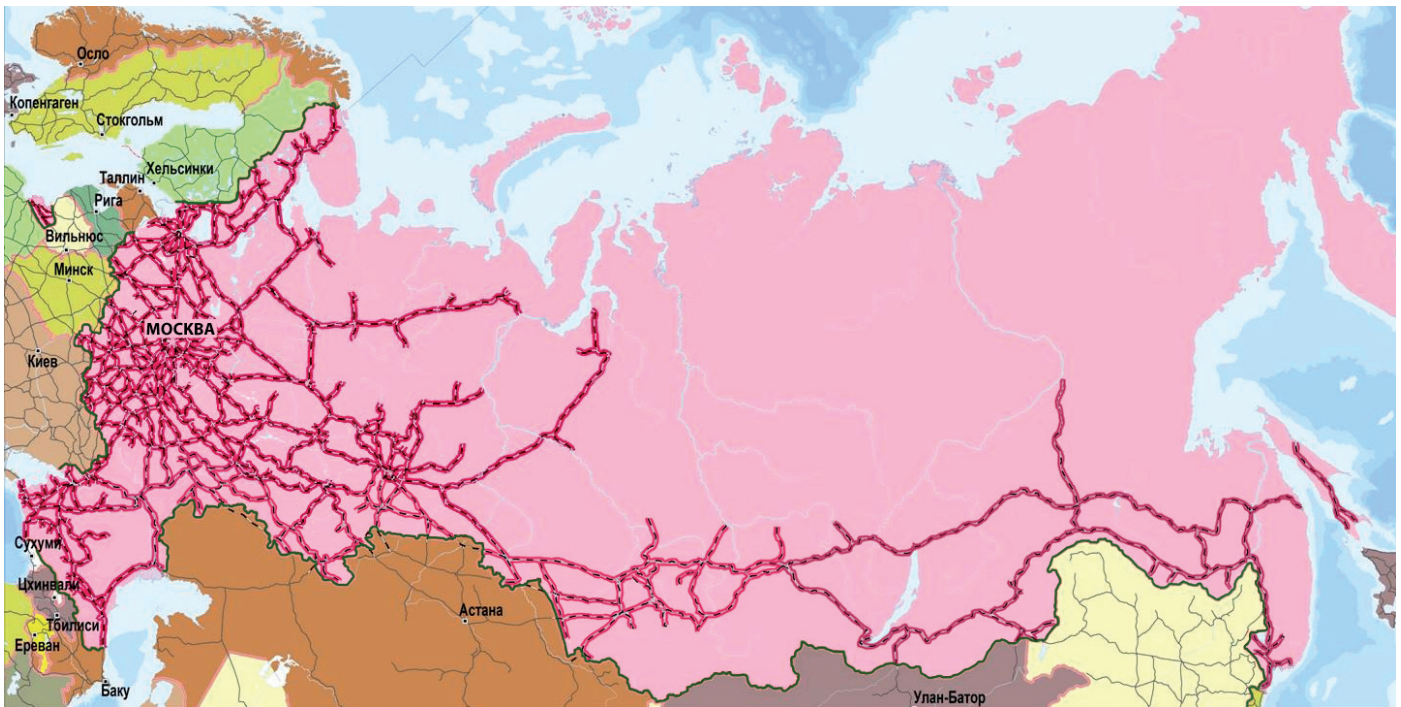 Осло
Копенгаген
Стокгольм
Хельсинки
Таллин
Рига
Вильнюс
Минск
МОСКВА
Киев
Сухуми
Цхинвали
Тбилиси
Ереван
Баку
Астана
Улан-Батор